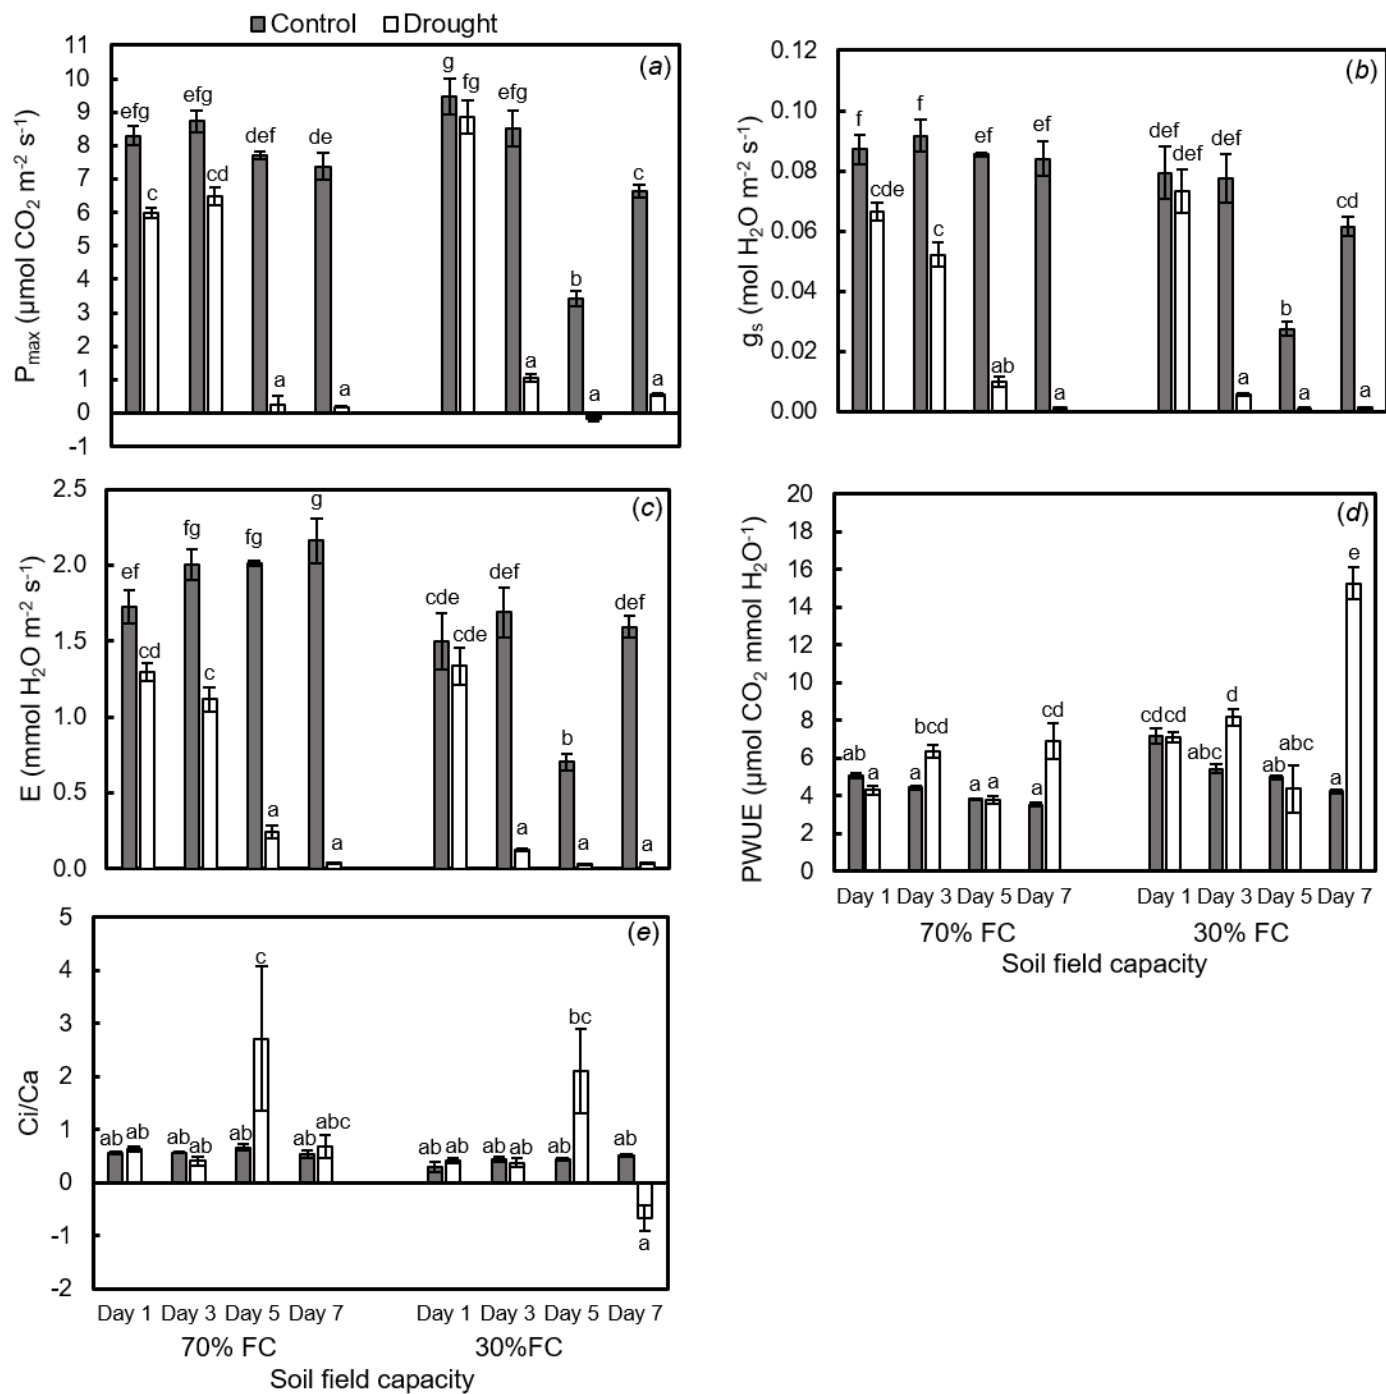 Control Drought
(a)
P_max (µmol CO₂ m⁻² s⁻¹)
11
10
9
8
7
6
5
4
3
2
1
0
-1
efg
c
efg
cd
def
a
de
a
g
fg
efg
a
b
a
c
a
(b)
gₛ (mol H₂O m⁻² s⁻¹)
0.12
0.10
0.08
0.06
0.04
0.02
0.00
f
cde
f
c
ef
ab
ef
a
def
def
def
a
b
a
cd
a
(c)
E (mmol H₂O m⁻² s⁻¹)
2.5
2.0
1.5
1.0
0.5
0.0
ef
cd
fg
c
fg
a
g
a
cde
cde
def
a
b
a
def
a
(d)
PWUE (µmol CO₂ mmol H₂O⁻¹)
20
18
16
14
12
10
8
6
4
2
0
ab
a
a
bcd
a
a
a
cd
cd
cd
abc
d
ab
abc
a
e
Day 1 Day 3 Day 5 Day 7 Day 1 Day 3 Day 5 Day 7
70% FC 30% FC
Soil field capacity
(e)
Ci/Ca
5
4
3
2
1
0
-1
-2
ab
ab
ab
ab
ab
c
ab
abc
ab
ab
ab
ab
ab
bc
ab
a
Day 1 Day 3 Day 5 Day 7 Day 1 Day 3 Day 5 Day 7
70% FC 30%FC
Soil field capacity